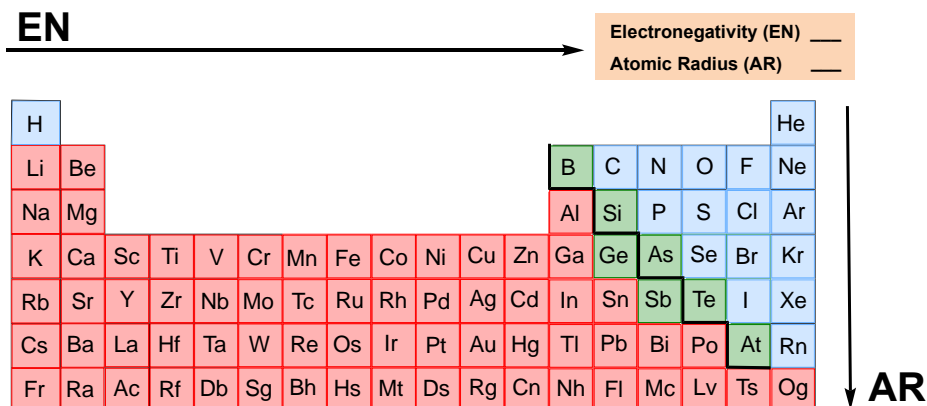 EN
Electronegativity (EN) ___
Atomic Radius (AR) ___
H He
Li Be B C N O F Ne
Na Mg Al Si P S Cl Ar
K Ca Sc Ti V Cr Mn Fe Co Ni Cu Zn Ga Ge As Se Br Kr
Rb Sr Y Zr Nb Mo Tc Ru Rh Pd Ag Cd In Sn Sb Te I Xe
Cs Ba La Hf Ta W Re Os Ir Pt Au Hg Tl Pb Bi Po At Rn
Fr Ra Ac Rf Db Sg Bh Hs Mt Ds Rg Cn Nh Fl Mc Lv Ts Og
AR